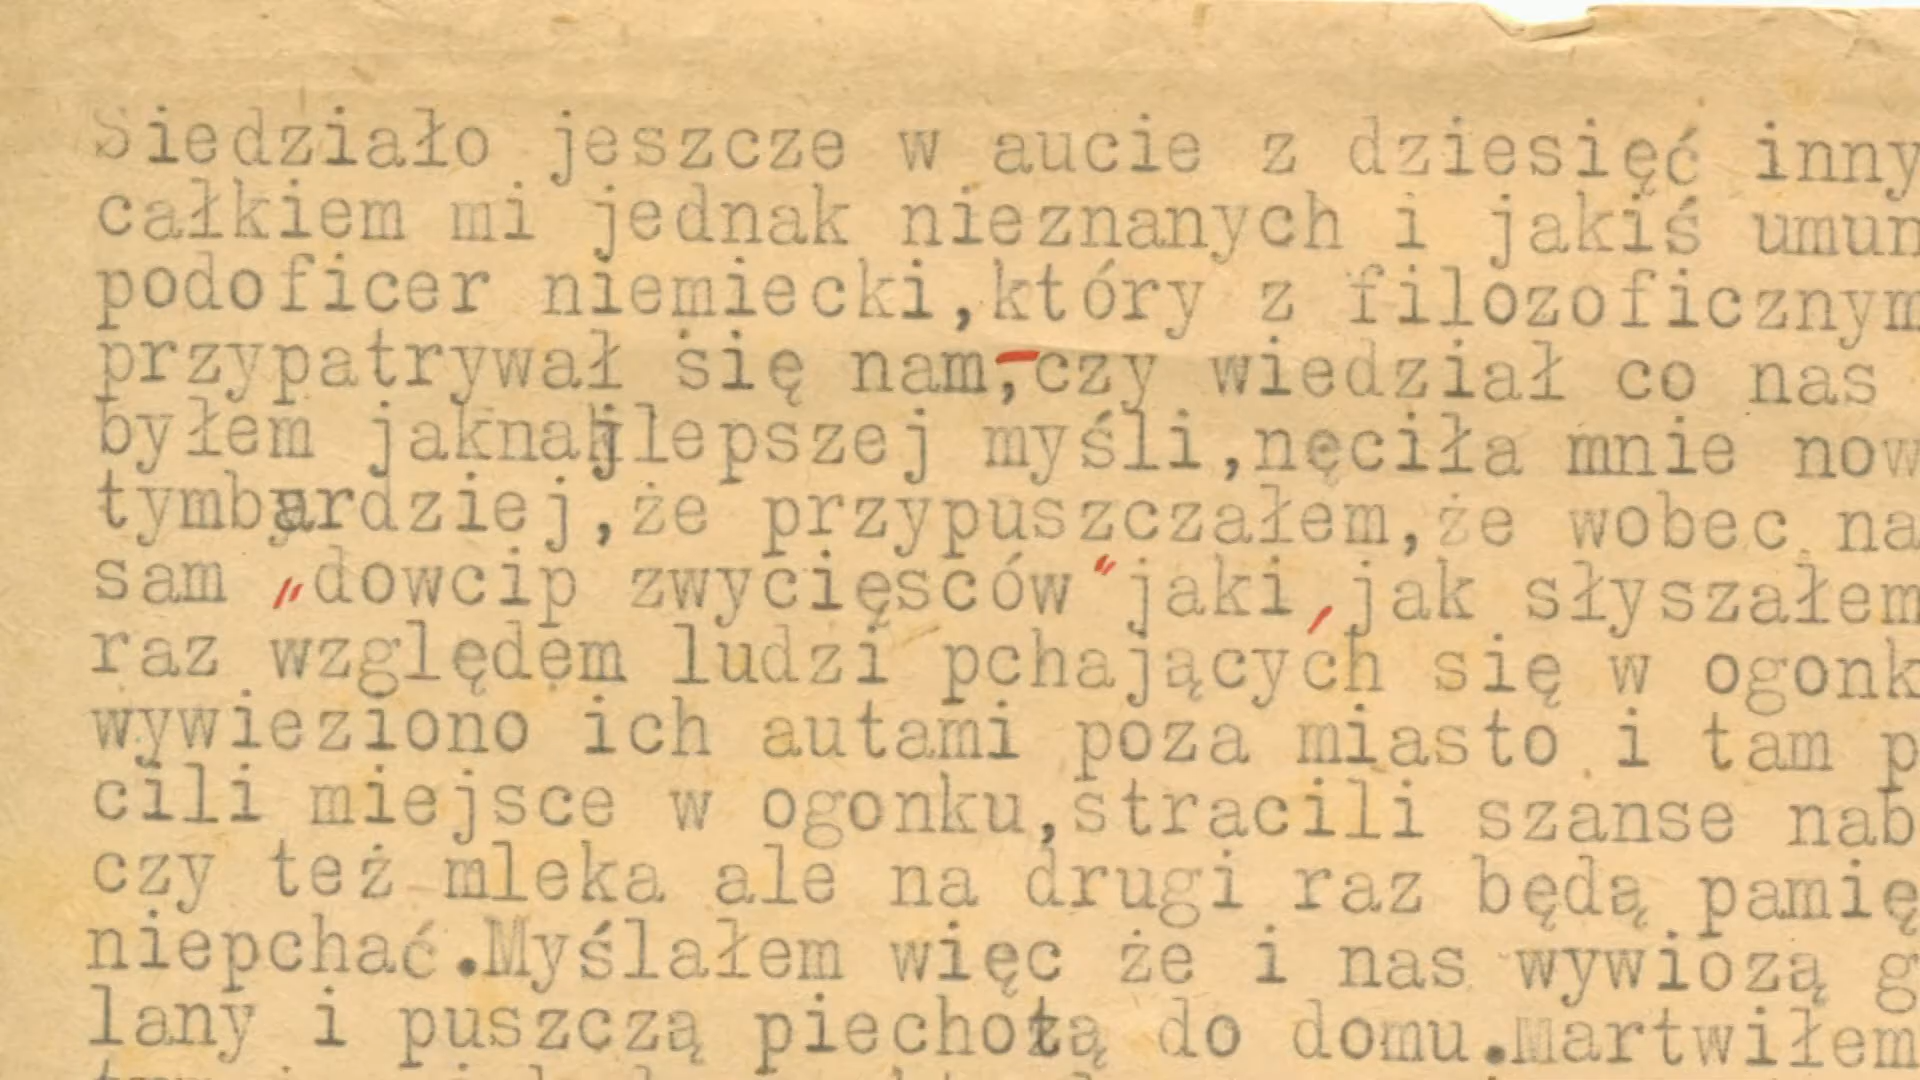 Siedziało jeszcze w aucie z dziesięć inny
całkiem mi jednak nieznanych i jakiś umun
podoficer niemiecki,który z filozoficznym
przypatrywał się nam,-czy wiedział co nas
byłem jaknajlepszej myśli,nęciła mnie now
tymbardziej,że przypuszczałem,że wobec na
sam „dowcip zwycięsców“jaki,jak słyszałem
raz względem ludzi pchających się w ogonk
wywieziono ich autami poza miasto i tam p
cili miejsce w ogonku,stracili szanse nab
czy też mleka ale na drugi raz będą pamię
niepchać.Myślałem więc że i nas wywiozą g
lany i puszczą piechotą do domu.Martwiłem